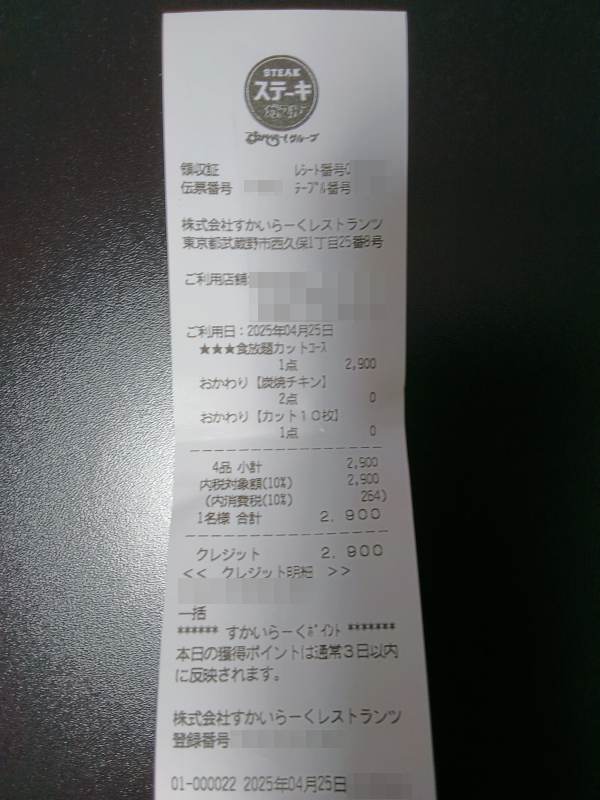 STEAK
ステーキ
グループ
領収証 レシート番号
伝票番号 テーブル番号
株式会社すかいらーくレストランツ
東京都武蔵野市西久保1丁目25番8号
ご利用店舗:
ご利用日:2025年04月25日
★★★食放題カットコース
1点 2,900
おかわり【炭焼チキン】
2点 0
おかわり【カット10枚】
1点 0
4品 小計 2,900
内税対象額(10%) 2,900
(内消費税(10%) 264)
1名様 合計 2,900
クレジット 2,900
<< クレジット明細 >>
一括
****** すかいらーくポイント *******
本日の獲得ポイントは通常3日以内
に反映されます。
株式会社すかいらーくレストランツ
登録番号
01-000022 2025年04月25日